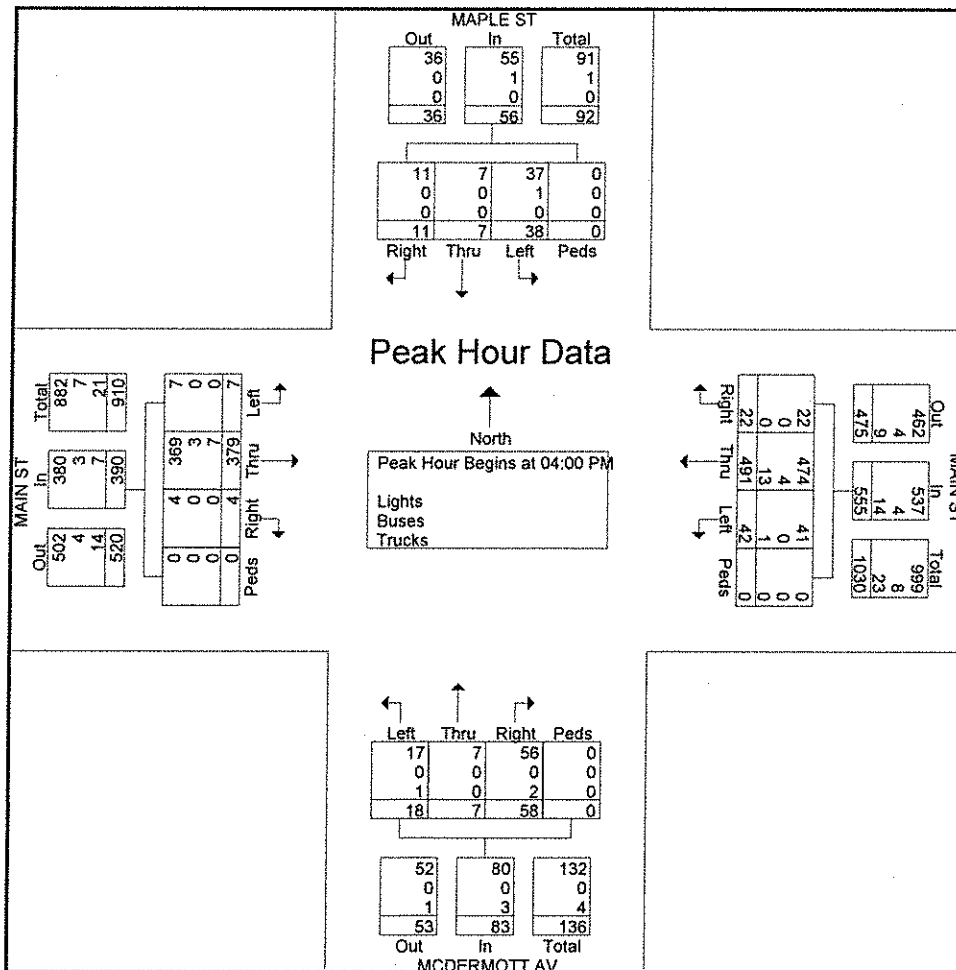 MAPLE ST
Out In Total
36 55 91
0 1 1
0 0 0
36 56 92
11 7 37 0
0 0 1 0
0 0 0 0
11 7 38 0
Right Thru Left Peds
Peak Hour Data
North
Peak Hour Begins at 04:00 PM
Lights
Buses
Trucks
MAIN ST
Total In Out
882 380 502
7 3 4
21 7 14
910 390 520
7 369 4 0
0 3 0 0
0 7 0 0
7 379 4 0
Left Thru Right Peds
MAIN ST
Out In Total
462 537 999
4 4 8
9 14 23
475 555 1030
22 474 41 0
0 4 0 0
0 13 1 0
22 491 42 0
Right Thru Left Peds
Left Thru Right Peds
17 7 56 0
0 0 0 0
1 0 2 0
18 7 58 0
52 80 132
0 0 0
1 3 4
53 83 136
Out In Total
MCDERMOTT AV